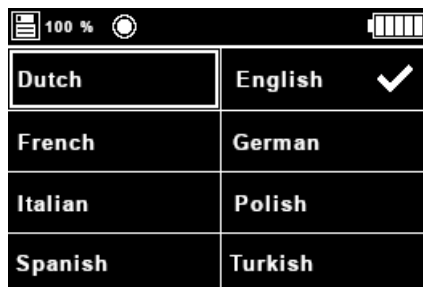 100 %
Dutch
English
French
German
Italian
Polish
Spanish
Turkish